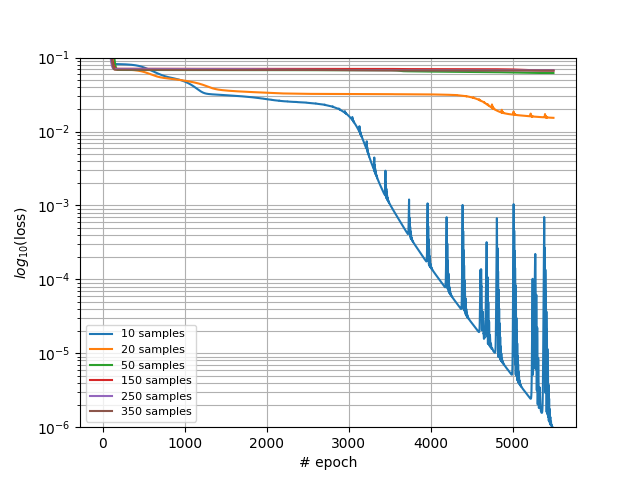 10⁻¹
10⁻²
10⁻³
10⁻⁴
10⁻⁵
10⁻⁶
log₁₀(loss)
10 samples
20 samples
50 samples
150 samples
250 samples
350 samples
0 1000 2000 3000 4000 5000
# epoch